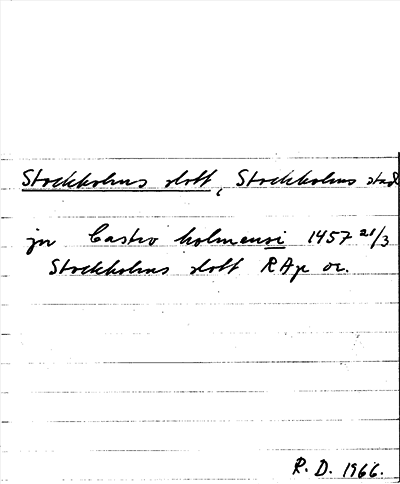 Stockholms slott, Stockholms stad
jn Castro holmensi 1457 21/3
Stockholms slott RAp or.
R. D. 1966.